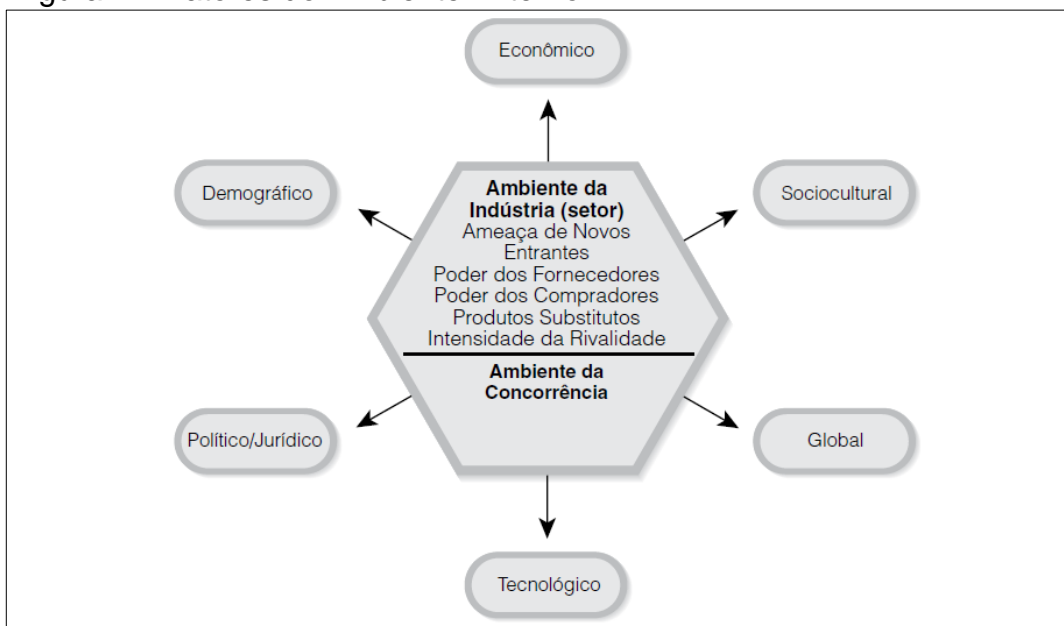 Econômico
Demográfico
Sociocultural
Ambiente da
Indústria (setor)
Ameaça de Novos
Entrantes
Poder dos Fornecedores
Poder dos Compradores
Produtos Substitutos
Intensidade da Rivalidade
Ambiente da
Concorrência
Político/Jurídico
Global
Tecnológico